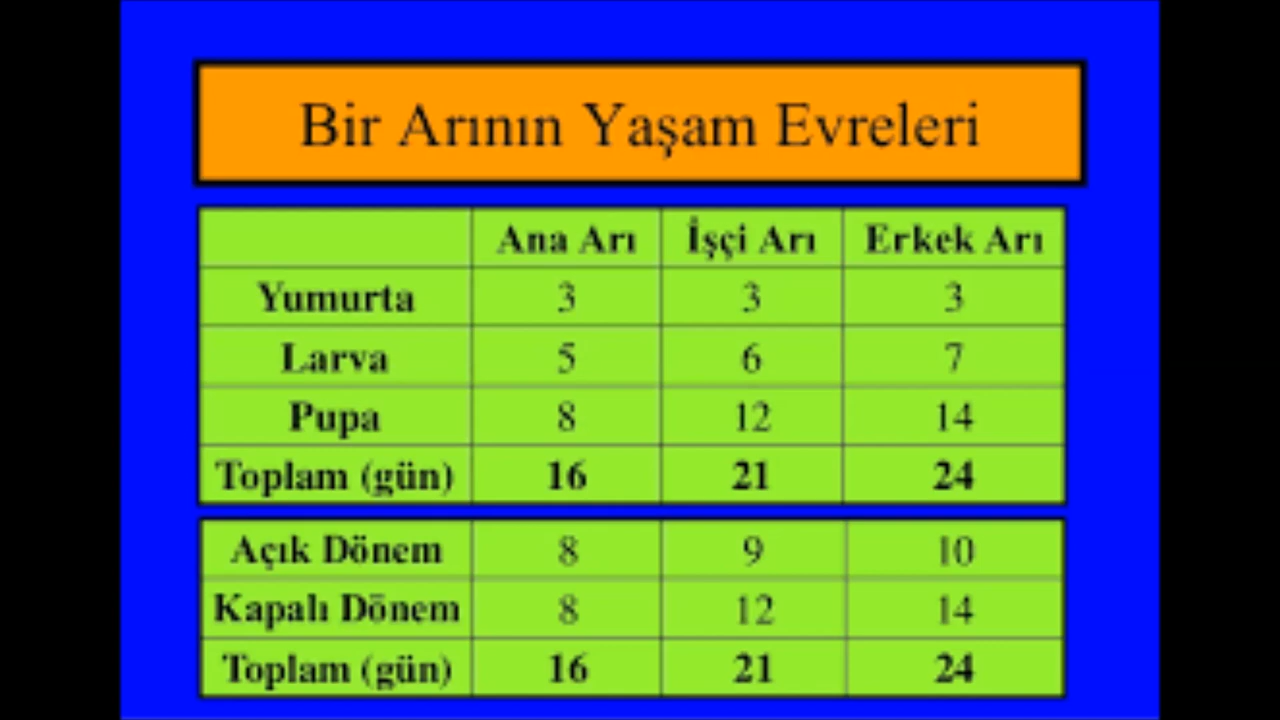 Bir Arının Yaşam Evreleri
Ana Arı İşçi Arı Erkek Arı
Yumurta 3 3 3
Larva 5 6 7
Pupa 8 12 14
Toplam (gün) 16 21 24
Açık Dönem 8 9 10
Kapalı Dönem 8 12 14
Toplam (gün) 16 21 24